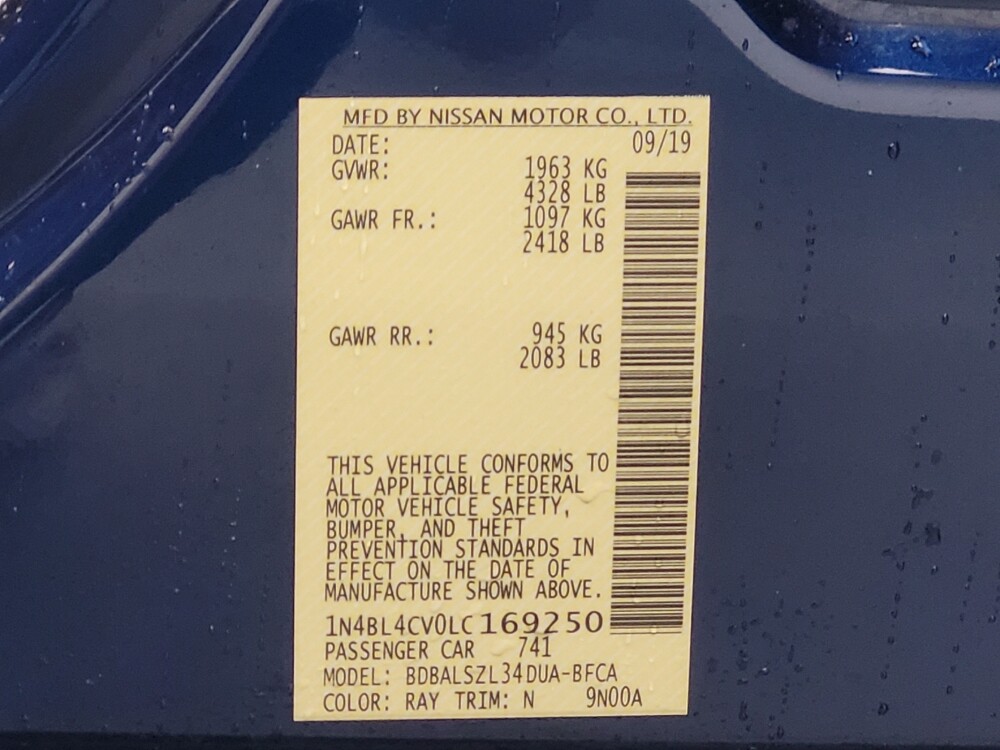 MFD BY NISSAN MOTOR CO., LTD.
DATE: 09/19
GVWR: 1963 KG
4328 LB
GAWR FR.: 1097 KG
2418 LB
GAWR RR.: 945 KG
2083 LB
THIS VEHICLE CONFORMS TO
ALL APPLICABLE FEDERAL
MOTOR VEHICLE SAFETY,
BUMPER, AND THEFT
PREVENTION STANDARDS IN
EFFECT ON THE DATE OF
MANUFACTURE SHOWN ABOVE.
1N4BL4CV0LC169250
PASSENGER CAR 741
MODEL: BDBALSZL34DUA-BFCA
COLOR: RAY TRIM: N 9N00A